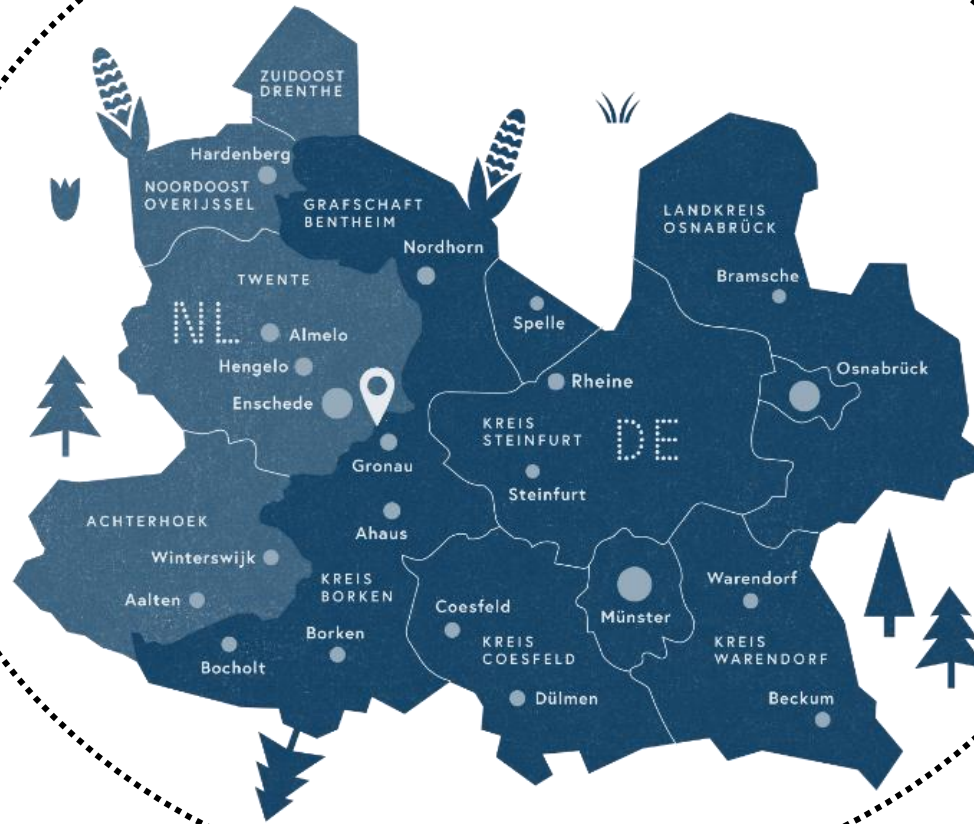 ZUIDOOST
DRENTHE
Hardenberg
NOORDOOST
OVERIJSSEL
GRAFSCHAFT
BENTHEIM
LANDKREIS
OSNABRÜCK
Nordhorn
TWENTE
Bramsche
NL
Almelo
Spelle
Hengelo
Osnabrück
Rheine
Enschede
KREIS
STEINFURT
DE
Gronau
Steinfurt
ACHTERHOEK
Ahaus
Winterswijk
KREIS
BORKEN
Warendorf
Aalten
Coesfeld
Münster
Borken
KREIS
COESFELD
KREIS
WARENDORF
Bocholt
Dülmen
Beckum